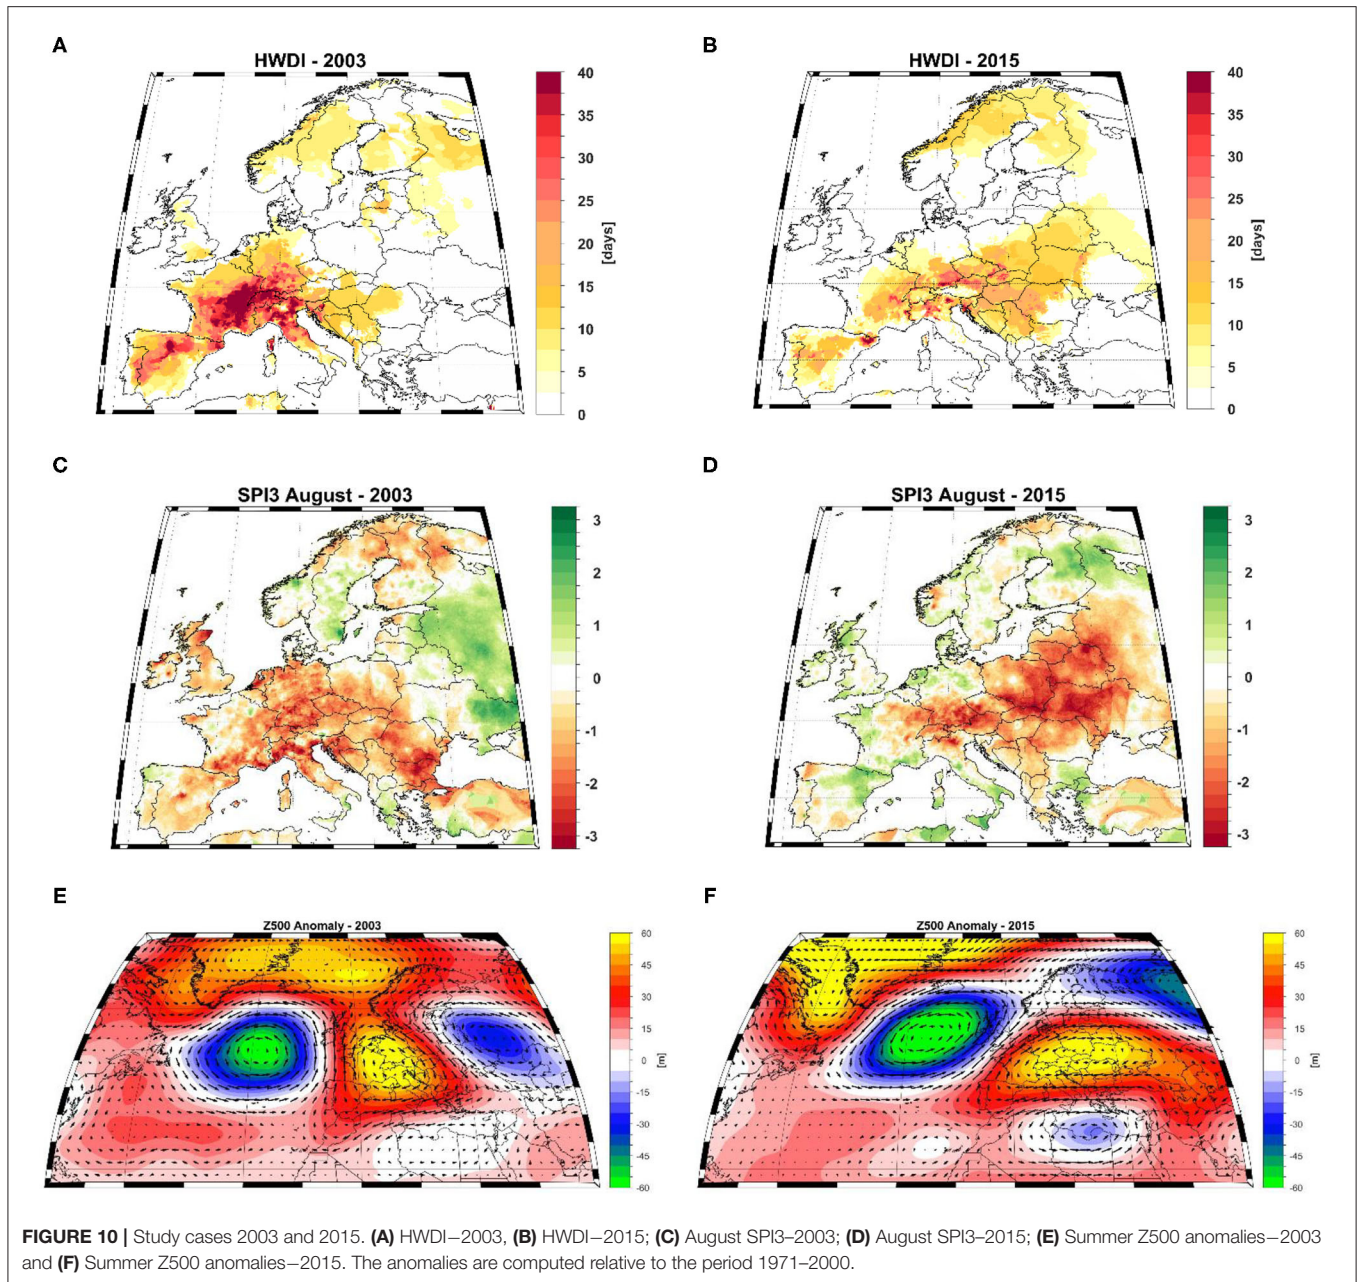 A
HWDI - 2003
40
35
30
25
20
15
10
5
0
[days]
B
HWDI - 2015
40
35
30
25
20
15
10
5
0
[days]
C
SPI3 August - 2003
3
2
1
0
-1
-2
-3
D
SPI3 August - 2015
3
2
1
0
-1
-2
-3
E
Z500 Anomaly - 2003
60
45
30
15
0
-15
-30
-45
-60
[m]
F
Z500 Anomaly - 2015
60
45
30
15
0
-15
-30
-45
-60
[m]
FIGURE 10 | Study cases 2003 and 2015. (A) HWDI−2003, (B) HWDI−2015; (C) August SPI3–2003; (D) August SPI3–2015; (E) Summer Z500 anomalies−2003
and (F) Summer Z500 anomalies−2015. The anomalies are computed relative to the period 1971–2000.